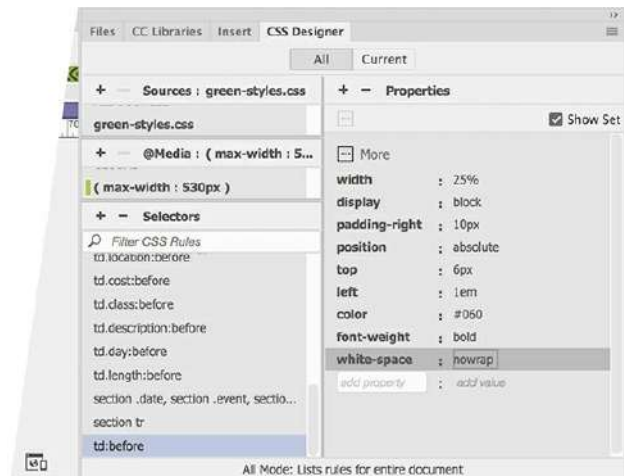 Files CC Libraries Insert CSS Designer
All Current
+ − Sources : green-styles.css
green-styles.css
+ − @Media : ( max-width : 5...
( max-width : 530px )
+ − Selectors
Filter CSS Rules
td.location:before
td.cost:before
td.class:before
td.description:before
td.day:before
td.length:before
section .date, section .event, sectio...
section tr
td:before
+ − Properties
Show Set
More
width : 25%
display : block
padding-right : 10px
position : absolute
top : 6px
left : 1em
color : #060
font-weight : bold
white-space : nowrap
add property : add value
All Mode: Lists rules for entire document